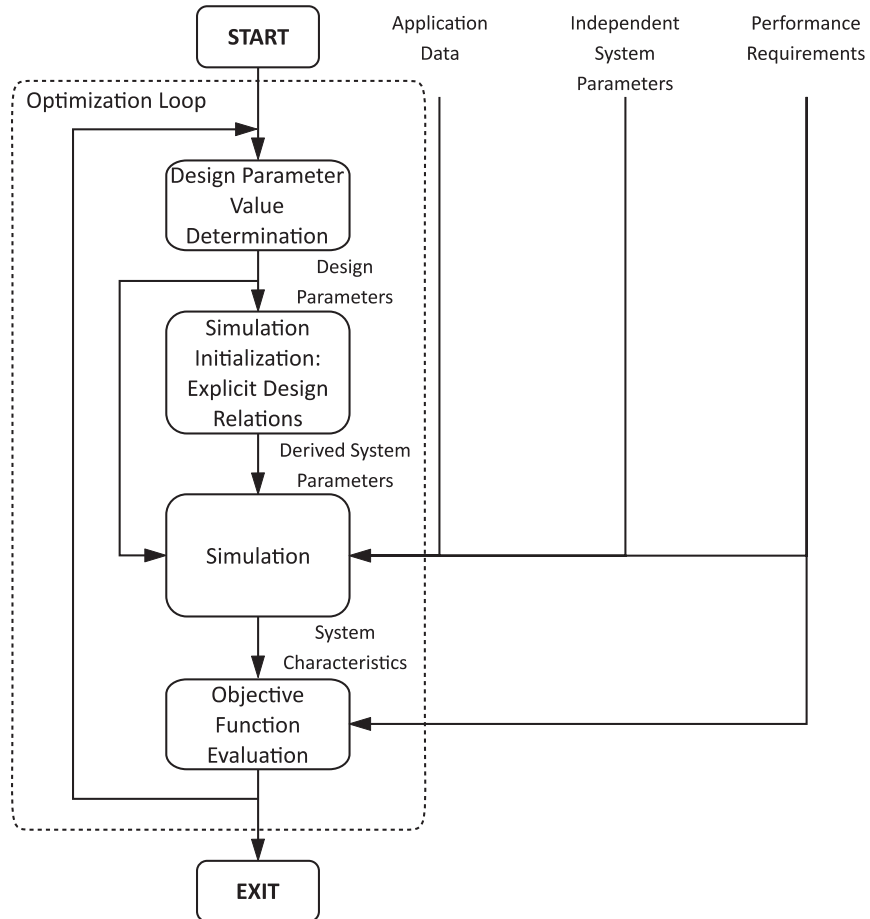 START
Application
Data
Independent
System
Parameters
Performance
Requirements
Optimization Loop
Design Parameter
Value
Determination
Design
Parameters
Simulation
Initialization:
Explicit Design
Relations
Derived System
Parameters
Simulation
System
Characteristics
Objective
Function
Evaluation
EXIT